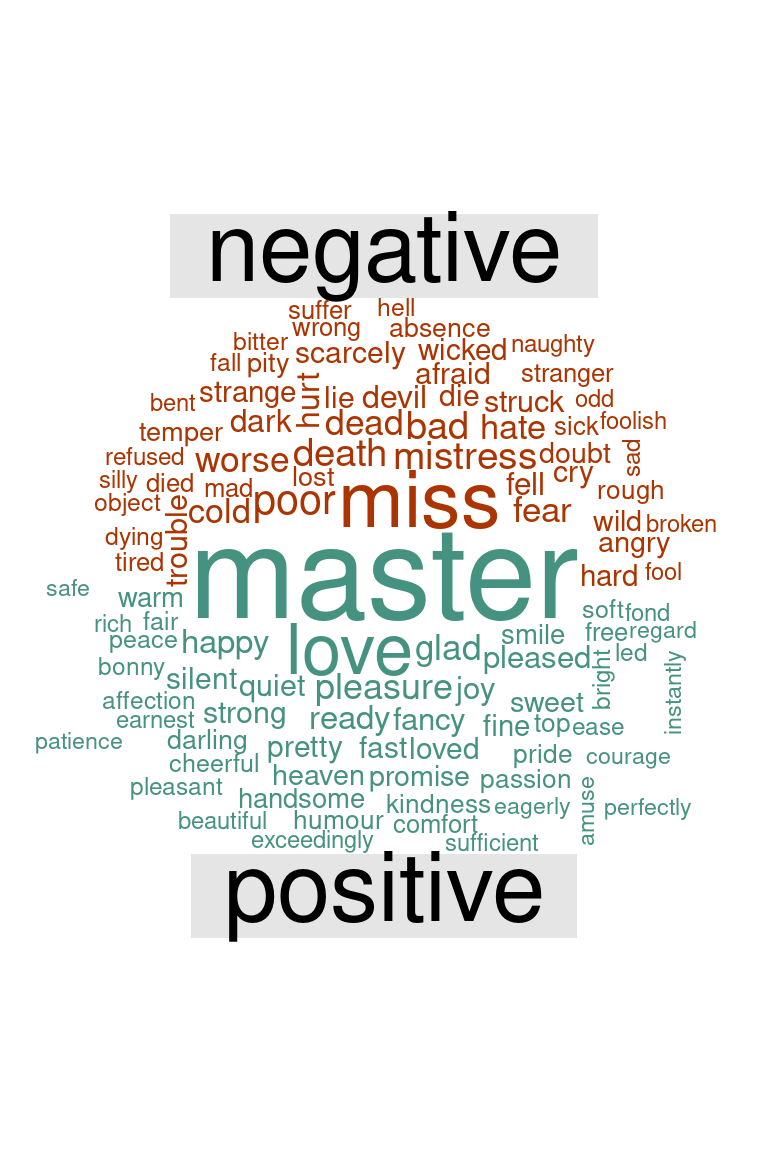 negative
suffer hell
wrong absence
bitter scarcely wicked naughty
fall pity afraid stranger
strange hurt lie devil die struck odd
bent dark dead bad hate sick foolish
temper worse death mistress doubt sad
refused lost fell cry
silly died mad poor miss rough
object trouble cold fear wild broken
dying angry
tired hard fool
master
safe warm soft fond
rich fair smile free regard
peace happy love glad pleased led
bonny silent quiet pleasure joy bright instantly
affection strong ready fancy sweet
earnest fine top ease
patience darling pretty fast loved pride courage
cheerful heaven promise passion
pleasant handsome kindness eagerly amuse perfectly
beautiful humour comfort
exceedingly sufficient
positive